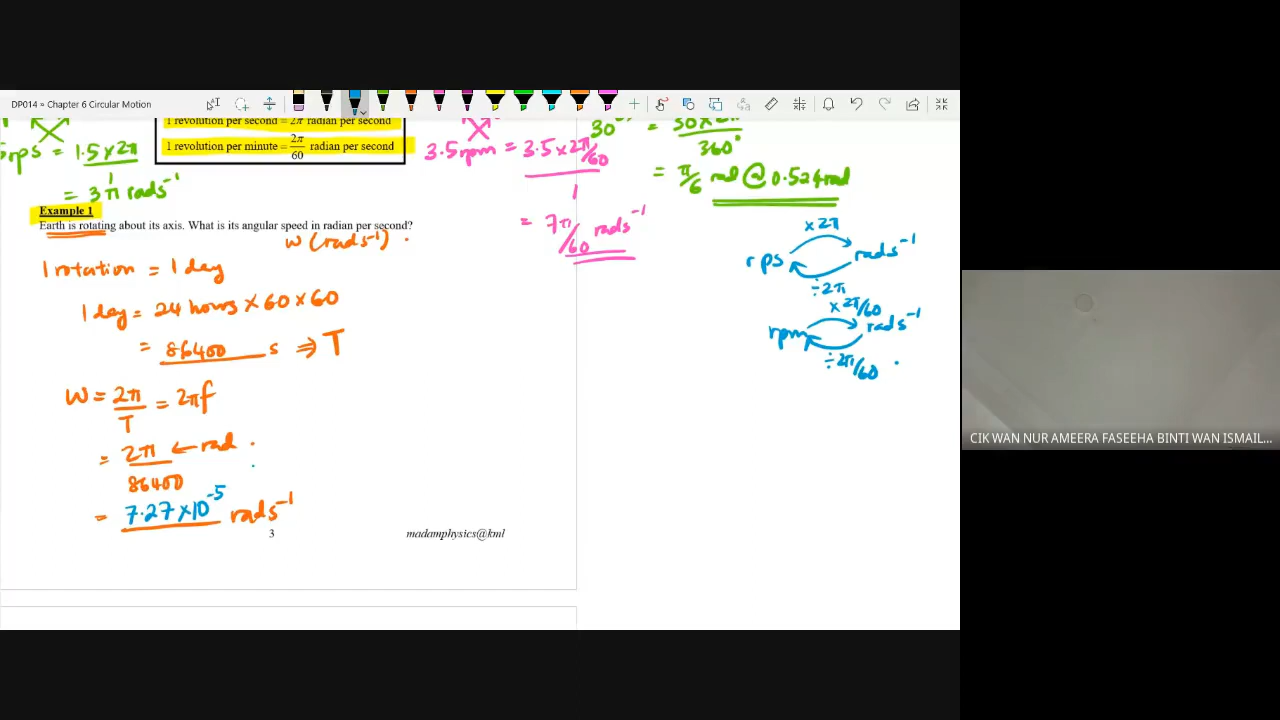 DP014 » Chapter 6 Circular Motion
1 revolution per second = 2π radian per second
1 revolution per minute = 2π/60 radian per second
rps = 1.5 × 2π
1
= 3π rads⁻¹
3.5 rpm = 3.5 × 2π/60
1
= 7π/60 rads⁻¹
30
= 30 × 2π
360°
= π/6 rad @ 0.524 rad
Example 1
Earth is rotating about its axis. What is its angular speed in radian per second?
ω (rads⁻¹)
1 rotation = 1 day
1 day = 24 hours × 60 × 60
= 86400 s ⇒ T
ω = 2π/T = 2πf
= 2π ← rad
86400
= 7.27 × 10⁻⁵ rads⁻¹
× 2π
rps rads⁻¹
÷ 2π
× 2π/60
rpm rads⁻¹
÷ 2π/60
3
madamphysics@kml
CIK WAN NUR AMEERA FASEEHA BINTI WAN ISMAIL...